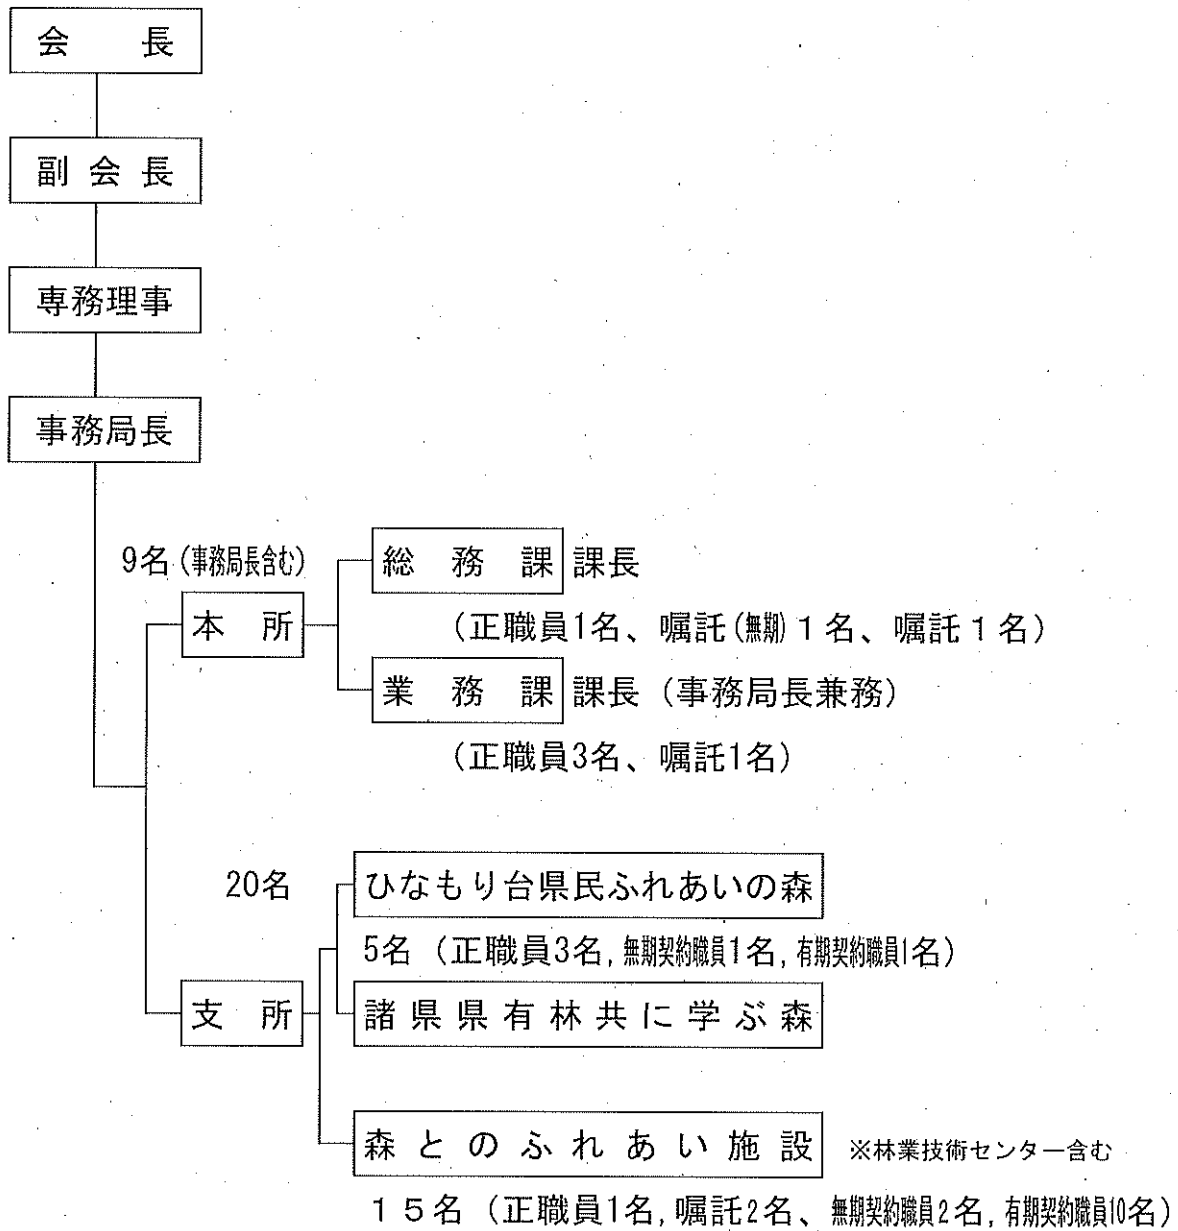 会長
副会長
専務理事
事務局長
9名(事務局長含む)
総務課 課長
本所
(正職員1名、嘱託(無期)1名、嘱託1名)
業務課 課長(事務局長兼務)
(正職員3名、嘱託1名)
20名
ひなもり台県民ふれあいの森
5名(正職員3名,無期契約職員1名,有期契約職員1名)
支所
諸県県有林共に学ぶ森
森とのふれあい施設 ※林業技術センター含む
15名(正職員1名,嘱託2名、無期契約職員2名,有期契約職員10名)